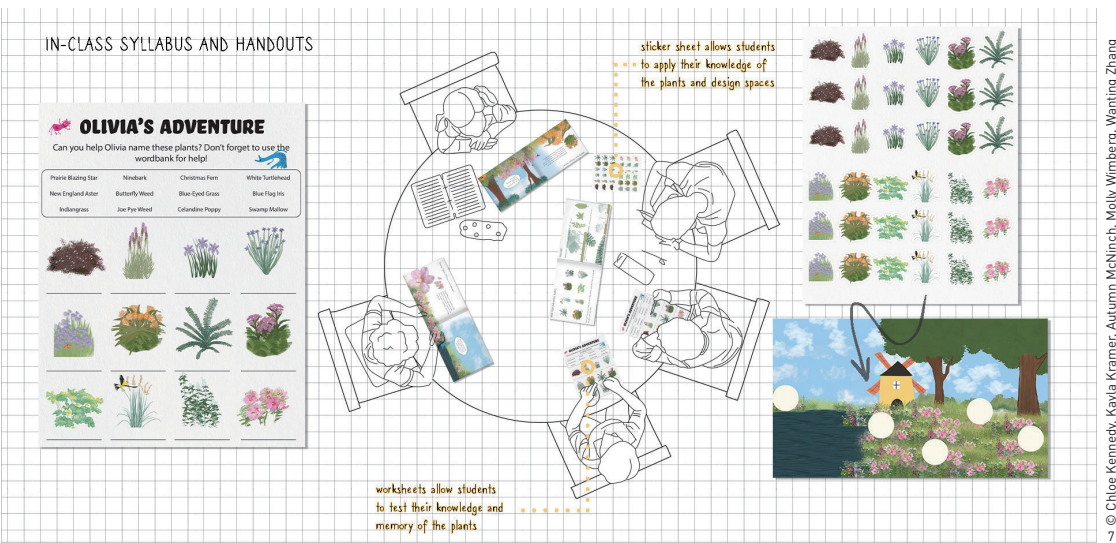 IN-CLASS SYLLABUS AND HANDOUTS
OLIVIA'S ADVENTURE
Can you help Olivia name these plants? Don't forget to use the
wordbank for help!
Prairie Blazing Star Ninebark Christmas Fern White Turtlehead
New England Aster Butterfly Weed Blue-Eyed Grass Blue Flag Iris
Indiangrass Joe Pye Weed Celandine Poppy Swamp Mallow
sticker sheet allows students
to apply their knowledge of
the plants and design spaces
OLIVIA'S ADVENTURE
OLIVIA'S ADVENTURE
worksheets allow students
to test their knowledge and
memory of the plants
© Chloe Kennedy, Kayla Kramer, Autumn McNinch, Molly Wimberg, Wanting Zhang
7